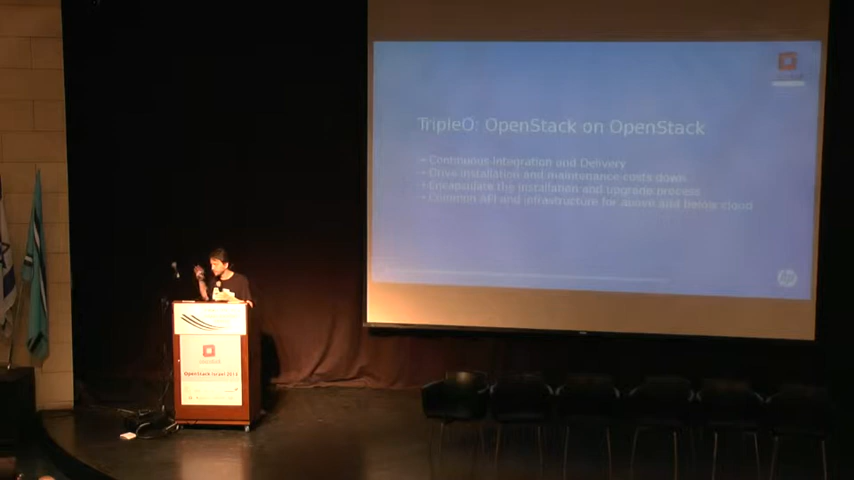 TripleO: OpenStack on OpenStack
Continuous Integration and Delivery
Drive installation and maintenance costs down
Encapsulate the installation and upgrade process
Common API and infrastructure for above and below cloud
hp
OpenStack Israel 2013